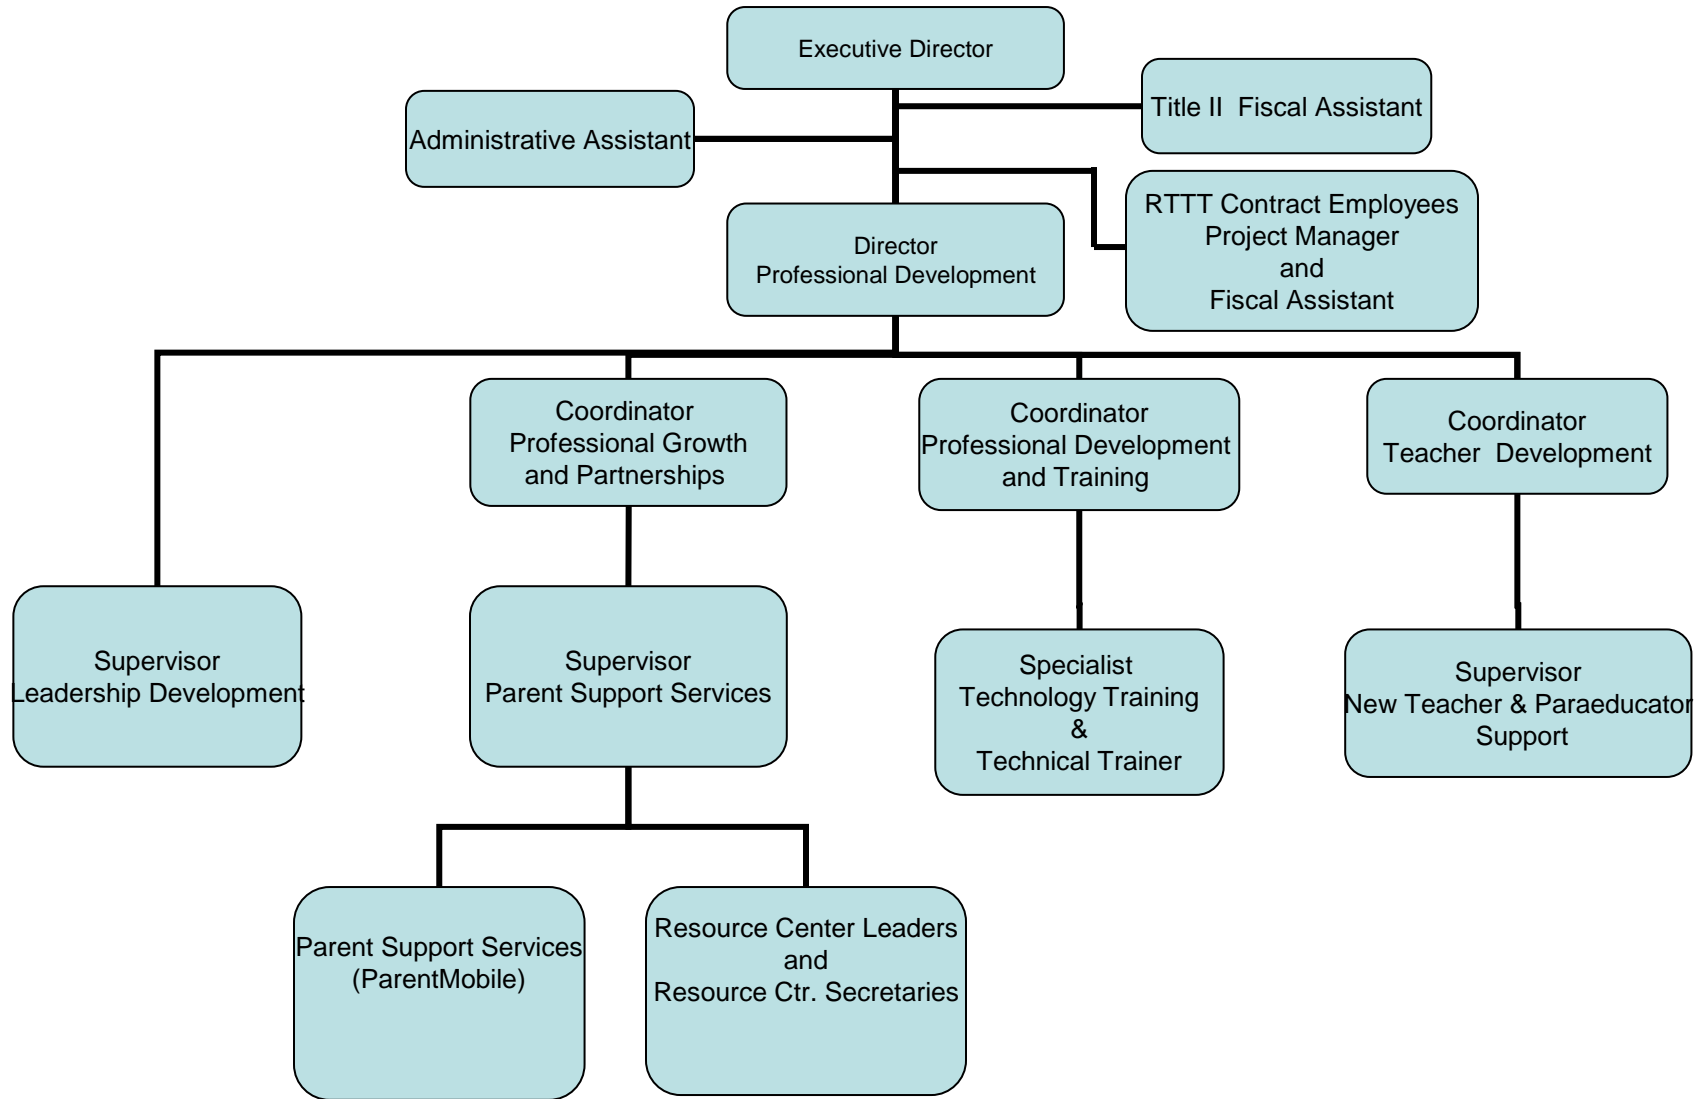 Executive Director
Title II  Fiscal Assistant
Administrative Assistant
RTTT Contract Employees
Project Manager
and
Fiscal Assistant
Director
Professional Development
Coordinator
Professional Growth
and Partnerships
Coordinator
Professional Development
and Training
Coordinator
Teacher  Development
Supervisor
Leadership Development
Supervisor
Parent Support Services
Specialist
Technology Training
&
Technical Trainer
Supervisor
New Teacher & Paraeducator
Support
Parent Support Services
(ParentMobile)
Resource Center Leaders
and
Resource Ctr. Secretaries